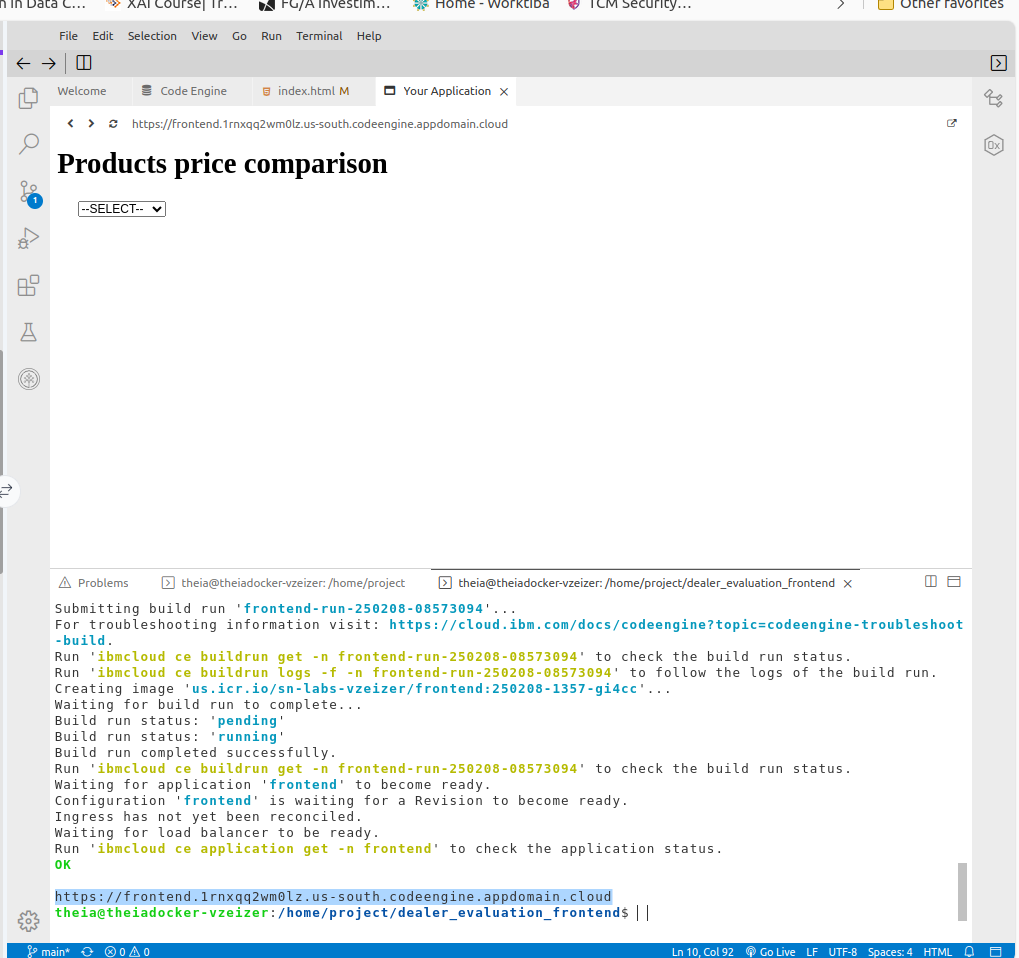 XAI Course| Tr…
FG/A Investim…
Home - Worktiba
TCM Security,…
Other favorites
File Edit Selection View Go Run Terminal Help
Welcome Code Engine index.html M Your Application
https://frontend.1rnxqq2wm0lz.us-south.codeengine.appdomain.cloud
Products price comparison
--SELECT--
1
0x
Problems theia@theiadocker-vzeizer: /home/project theia@theiadocker-vzeizer: /home/project/dealer_evaluation_frontend
Submitting build run 'frontend-run-250208-08573094'...
For troubleshooting information visit: https://cloud.ibm.com/docs/codeengine?topic=codeengine-troubleshoot
-build.
Run 'ibmcloud ce buildrun get -n frontend-run-250208-08573094' to check the build run status.
Run 'ibmcloud ce buildrun logs -f -n frontend-run-250208-08573094' to follow the logs of the build run.
Creating image 'us.icr.io/sn-labs-vzeizer/frontend:250208-1357-gi4cc'...
Waiting for build run to complete...
Build run status: 'pending'
Build run status: 'running'
Build run completed successfully.
Run 'ibmcloud ce buildrun get -n frontend-run-250208-08573094' to check the build run status.
Waiting for application 'frontend' to become ready.
Configuration 'frontend' is waiting for a Revision to become ready.
Ingress has not yet been reconciled.
Waiting for load balancer to be ready.
Run 'ibmcloud ce application get -n frontend' to check the application status.
OK
https://frontend.1rnxqq2wm0lz.us-south.codeengine.appdomain.cloud
theia@theiadocker-vzeizer:/home/project/dealer_evaluation_frontend$
main* 0 0 Ln 10, Col 92 Go Live LF UTF-8 Spaces: 4 HTML